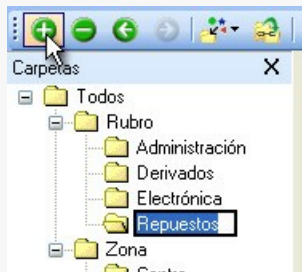 Carpetas
Todos
Rubro
Administración
Derivados
Electrónica
Repuestos
Zona